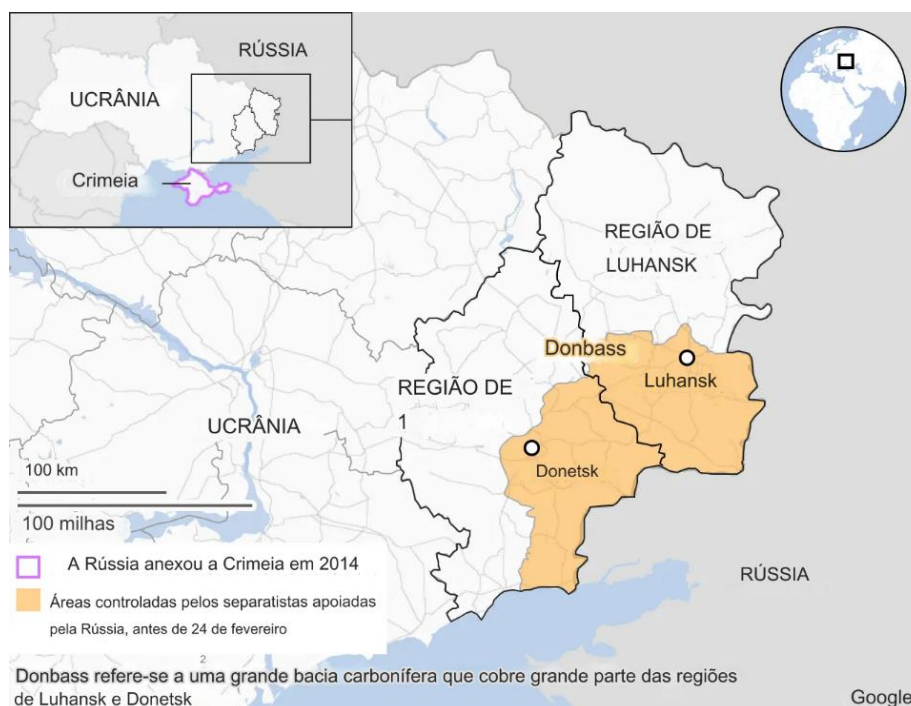 RÚSSIA
UCRÂNIA
Crimeia
REGIÃO DE
LUHANSK
Donbass
Luhansk
REGIÃO DE
1
UCRÂNIA
Donetsk
100 km
100 milhas
A Rússia anexou a Crimeia em 2014
Áreas controladas pelos separatistas apoiadas
pela Rússia, antes de 24 de fevereiro
RÚSSIA
2
Donbass refere-se a uma grande bacia carbonífera que cobre grande parte das regiões
de Luhansk e Donetsk
Google